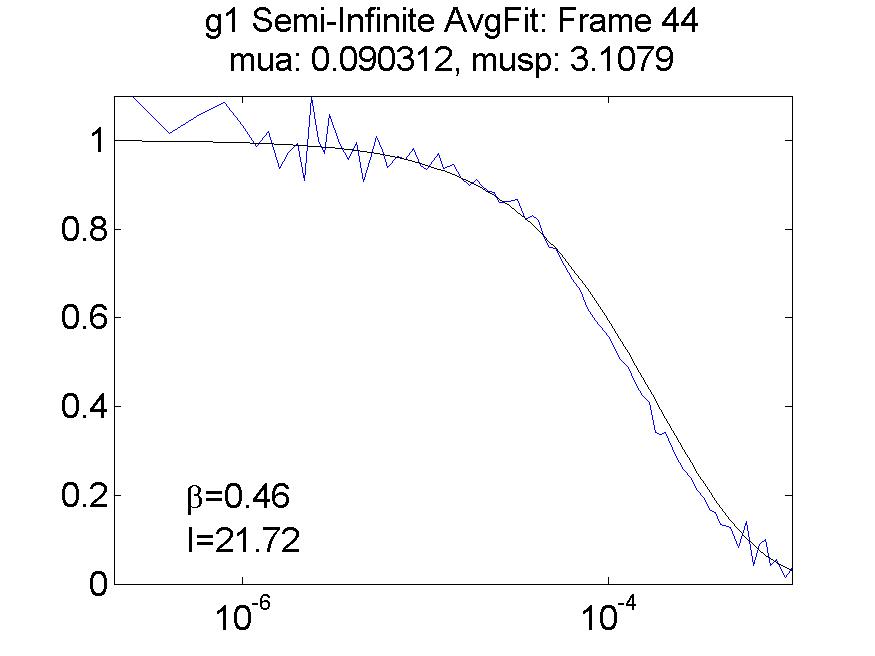 g1 Semi-Infinite AvgFit: Frame 44
mua: 0.090312, musp: 3.1079
1
0.8
0.6
0.4
0.2
0
β=0.46
I=21.72
10^-6 10^-4